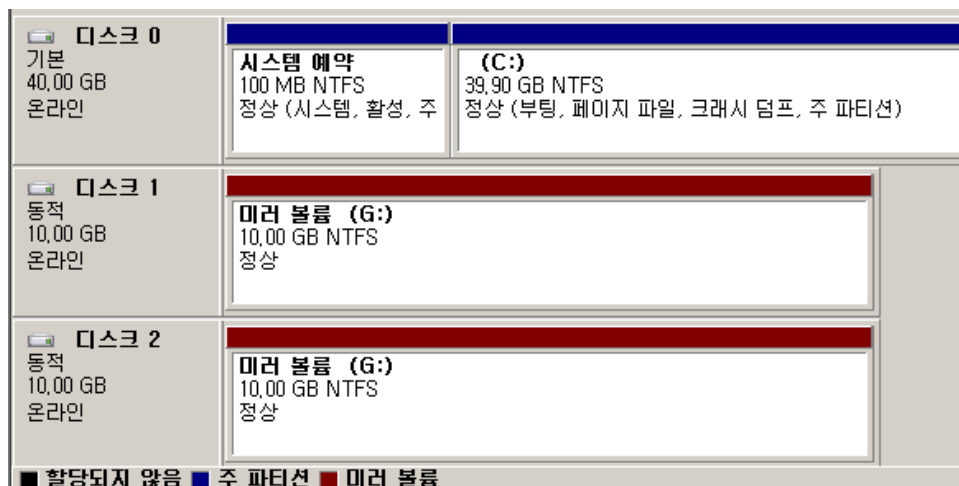 디스크 0
기본
40,00 GB
온라인
시스템 예약
100 MB NTFS
정상 (시스템, 활성, 주
(C:)
39,90 GB NTFS
정상 (부팅, 페이지 파일, 크래시 덤프, 주 파티션)
디스크 1
동적
10,00 GB
온라인
미러 볼륨 (G:)
10,00 GB NTFS
정상
디스크 2
동적
10,00 GB
온라인
미러 볼륨 (G:)
10,00 GB NTFS
정상
할당되지 않음 주 파티션 미러 볼륨